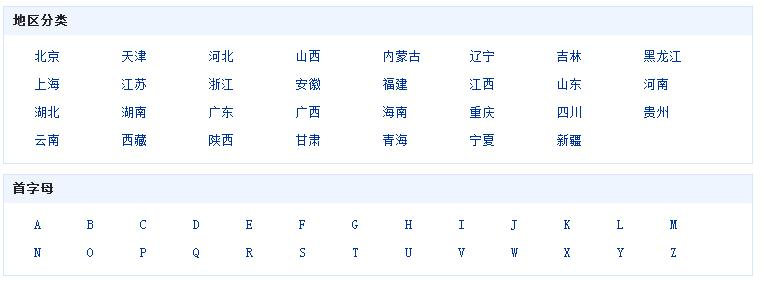 地区分类
北京 天津 河北 山西 内蒙古 辽宁 吉林 黑龙江
上海 江苏 浙江 安徽 福建 江西 山东 河南
湖北 湖南 广东 广西 海南 重庆 四川 贵州
云南 西藏 陕西 甘肃 青海 宁夏 新疆
首字母
A B C D E F G H I J K L M
N O P Q R S T U V W X Y Z